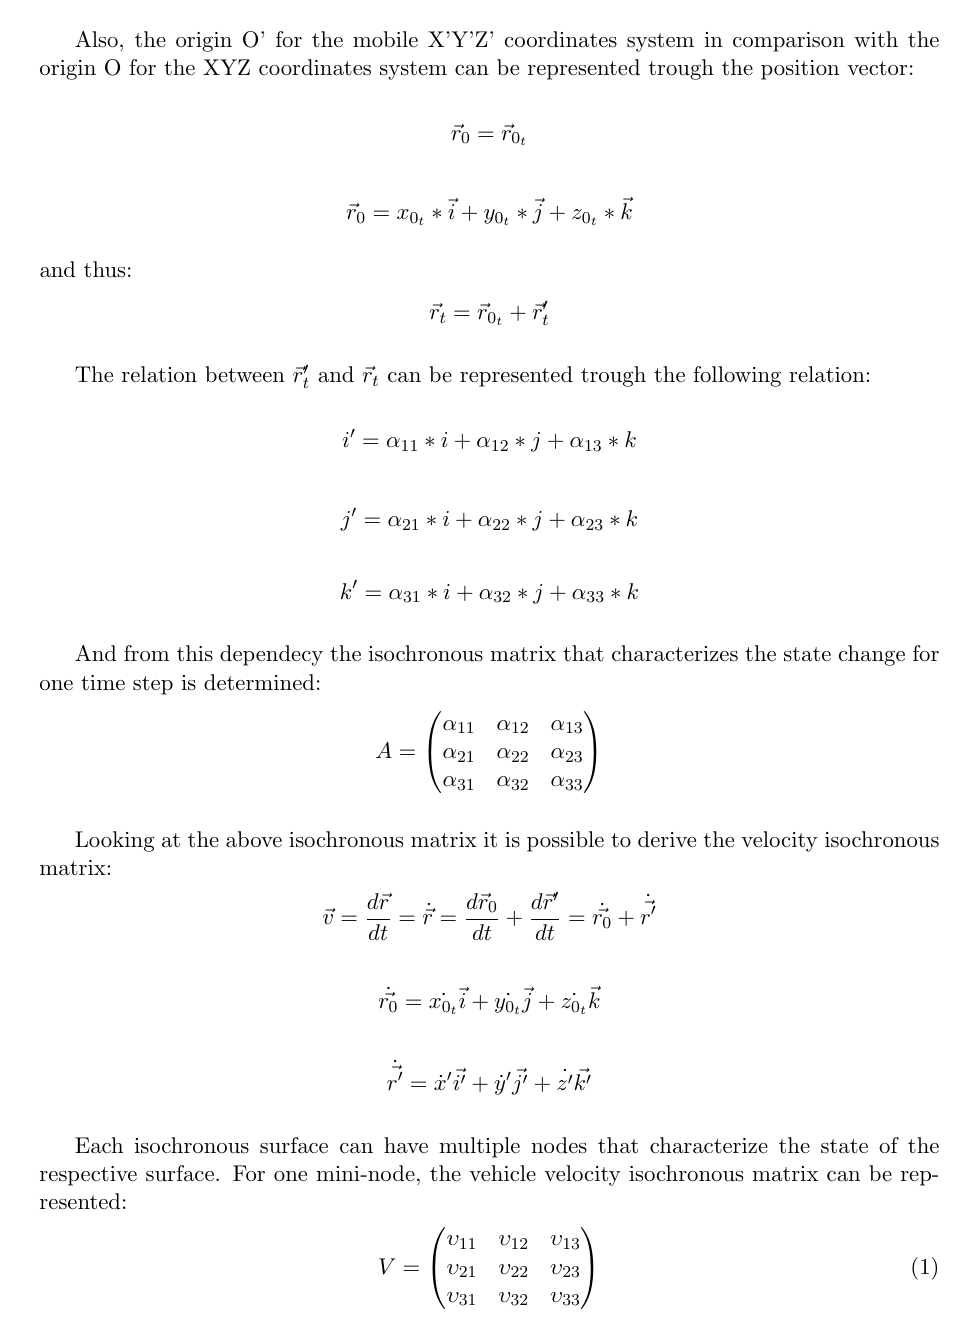 Also, the origin O' for the mobile X'Y'Z' coordinates system in comparison with the
origin O for the XYZ coordinates system can be represented trough the position vector:
$\vec{r}_0 = \vec{r}_{0_t}$
$\vec{r}_0 = x_{0_t} * \vec{i} + y_{0_t} * \vec{j} + z_{0_t} * \vec{k}$
and thus:
$\vec{r}_t = \vec{r}_{0_t} + \vec{r}'_t$
The relation between $\vec{r}'_t$ and $\vec{r}_t$ can be represented trough the following relation:
$i' = \alpha_{11} * i + \alpha_{12} * j + \alpha_{13} * k$
$j' = \alpha_{21} * i + \alpha_{22} * j + \alpha_{23} * k$
$k' = \alpha_{31} * i + \alpha_{32} * j + \alpha_{33} * k$
And from this dependecy the isochronous matrix that characterizes the state change for
one time step is determined:
$A = \begin{pmatrix} \alpha_{11} & \alpha_{12} & \alpha_{13} \\ \alpha_{21} & \alpha_{22} & \alpha_{23} \\ \alpha_{31} & \alpha_{32} & \alpha_{33} \end{pmatrix}$
Looking at the above isochronous matrix it is possible to derive the velocity isochronous
matrix:
$\vec{v} = \frac{d\vec{r}}{dt} = \dot{\vec{r}} = \frac{d\vec{r}_0}{dt} + \frac{d\vec{r}'}{dt} = \dot{\vec{r_0}} + \dot{\vec{r'}}$
$\dot{\vec{r_0}} = \dot{x_{0_t}}\vec{i} + \dot{y_{0_t}}\vec{j} + \dot{z_{0_t}}\vec{k}$
$\dot{\vec{r'}} = \dot{x}'\vec{i'} + \dot{y}'\vec{j'} + \dot{z'}\vec{k'}$
Each isochronous surface can have multiple nodes that characterize the state of the
respective surface. For one mini-node, the vehicle velocity isochronous matrix can be rep-
resented:
$V = \begin{pmatrix} \upsilon_{11} & \upsilon_{12} & \upsilon_{13} \\ \upsilon_{21} & \upsilon_{22} & \upsilon_{23} \\ \upsilon_{31} & \upsilon_{32} & \upsilon_{33} \end{pmatrix}$ (1)